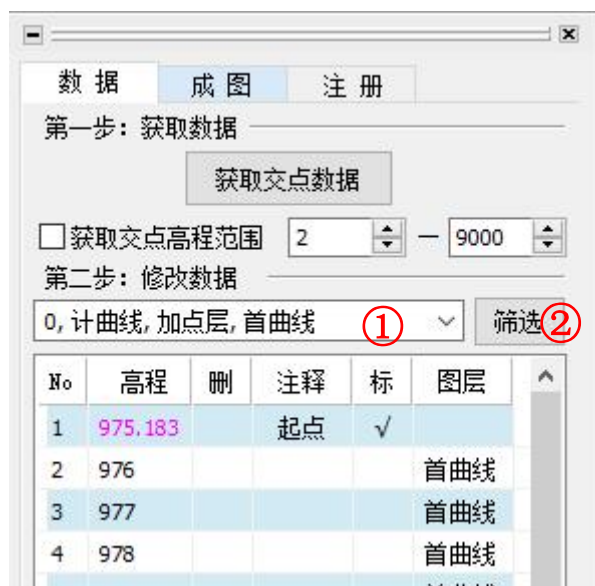 数 据 成 图 注 册
第一步：获取数据
获取交点数据
获取交点高程范围 2 — 9000
第二步：修改数据
0, 计曲线, 加点层, 首曲线 ① 筛选②
No 高程 删 注释 标 图层
1 975.183 起点 √
2 976 首曲线
3 977 首曲线
4 978 首曲线